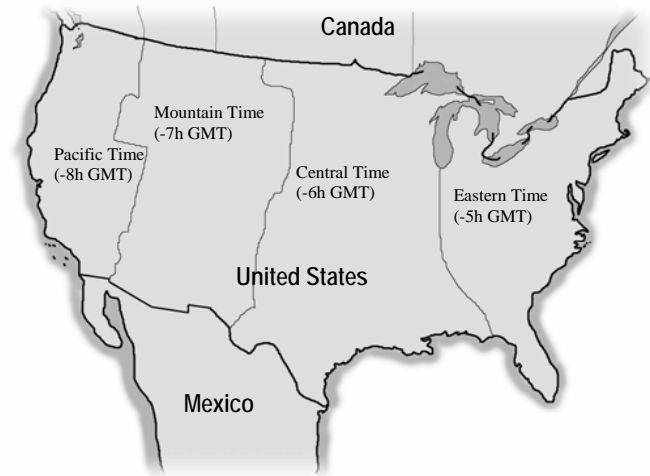 Canada
Mountain Time
(-7h GMT)
Pacific Time
(-8h GMT)
Central Time
(-6h GMT)
Eastern Time
(-5h GMT)
United States
Mexico